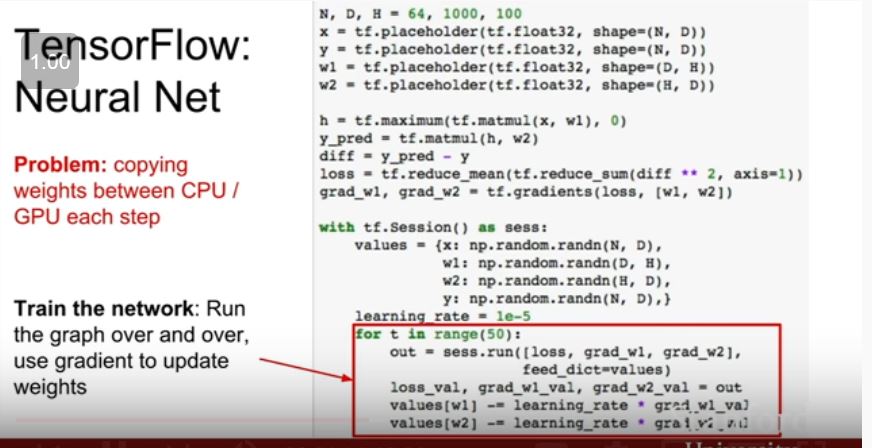 TensorFlow:
Neural Net
1.00
Problem: copying
weights between CPU /
GPU each step
Train the network: Run
the graph over and over,
use gradient to update
weights
N, D, H = 64, 1000, 100
x = tf.placeholder(tf.float32, shape=(N, D))
y = tf.placeholder(tf.float32, shape=(N, D))
w1 = tf.placeholder(tf.float32, shape=(D, H))
w2 = tf.placeholder(tf.float32, shape=(H, D))
h = tf.maximum(tf.matmul(x, w1), 0)
y_pred = tf.matmul(h, w2)
diff = y_pred - y
loss = tf.reduce_mean(tf.reduce_sum(diff ** 2, axis=1))
grad_w1, grad_w2 = tf.gradients(loss, [w1, w2])
with tf.Session() as sess:
values = {x: np.random.randn(N, D),
w1: np.random.randn(D, H),
w2: np.random.randn(H, D),
y: np.random.randn(N, D),}
learning_rate = 1e-5
for t in range(50):
out = sess.run([loss, grad_w1, grad_w2],
feed_dict=values)
loss_val, grad_w1_val, grad_w2_val = out
values[w1] -= learning_rate * grad_w1_val
values[w2] -= learning_rate *